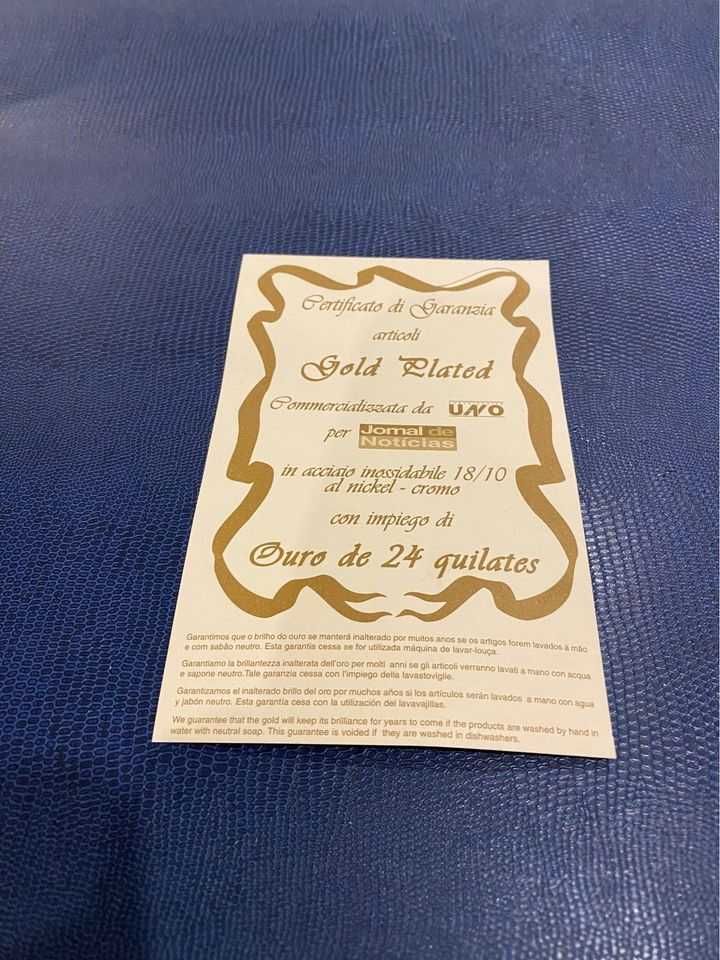 Certificato di Garanzia
articoli
Gold Plated
Commercializzata da UNO
per Jornal de
Notícias
in acciaio inossidabile 18/10
al nickel - cromo
con impiego di
Ouro de 24 quilates
Garantimos que o brilho do ouro se manterá inalterado por muitos anos se os artigos forem lavados à mão
e com sabão neutro. Esta garantia cessa se for utilizada máquina de lavar-louça.
Garantiamo la brillantezza inalterata dell'oro per molti anni se gli articoli verranno lavati a mano con acqua
e sapone neutro.Tale garanzia cessa con l'impiego della lavastoviglie.
Garantizamos el inalterado brillo del oro por muchos años si los artículos serán lavados a mano con agua
y jabón neutro. Esta garantía cesa con la utilización del lavavajillas.
We guarantee that the gold will keep its brilliance for years to come if the products are washed by hand in
water with neutral soap. This guarantee is voided if they are washed in dishwashers.